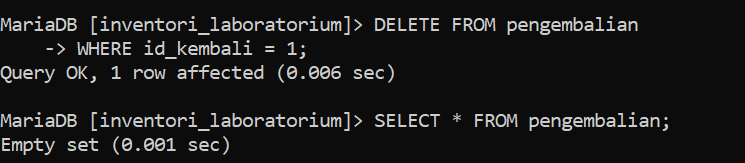 MariaDB [inventori_laboratorium]> DELETE FROM pengembalian
    -> WHERE id_kembali = 1;
Query OK, 1 row affected (0.006 sec)

MariaDB [inventori_laboratorium]> SELECT * FROM pengembalian;
Empty set (0.001 sec)